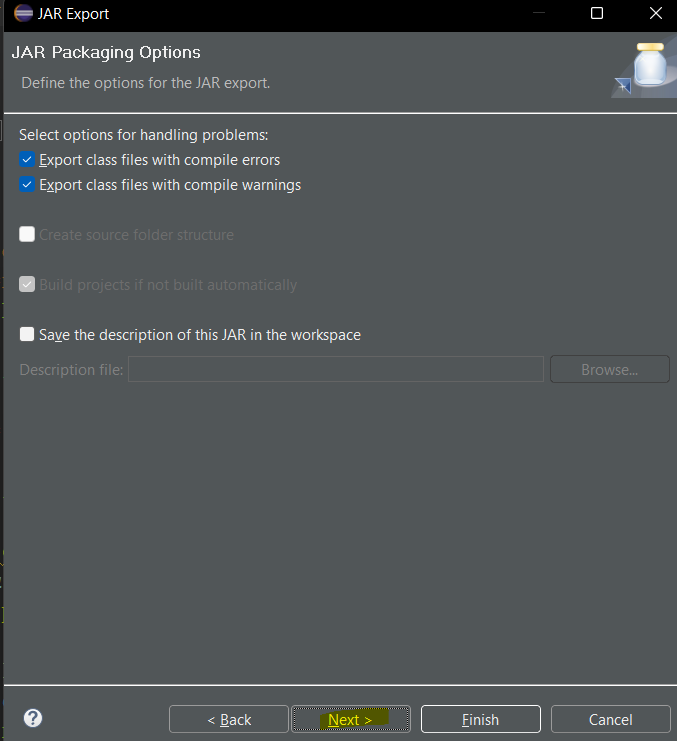 JAR Export
JAR Packaging Options
Define the options for the JAR export.
Select options for handling problems:
Export class files with compile errors
Export class files with compile warnings
Create source folder structure
Build projects if not built automatically
Save the description of this JAR in the workspace
Description file:
Browse...
?
< Back
Next >
Finish
Cancel